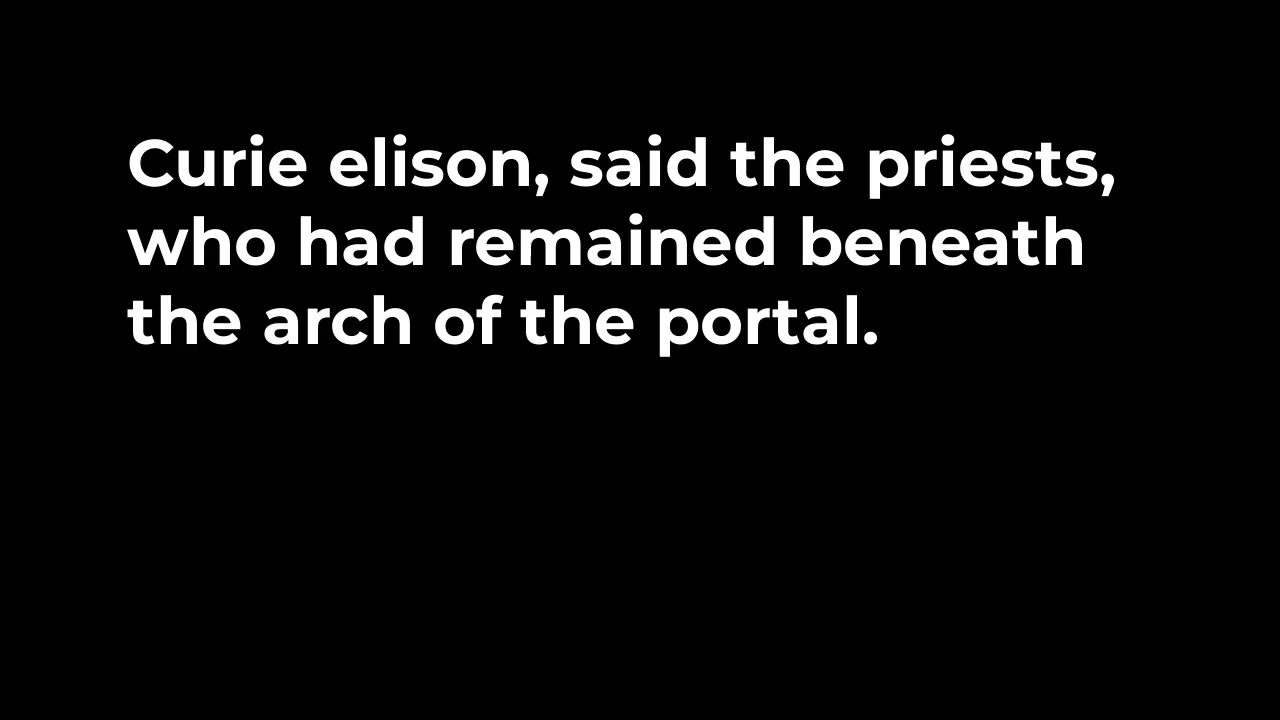 Curie elison, said the priests,
who had remained beneath
the arch of the portal.